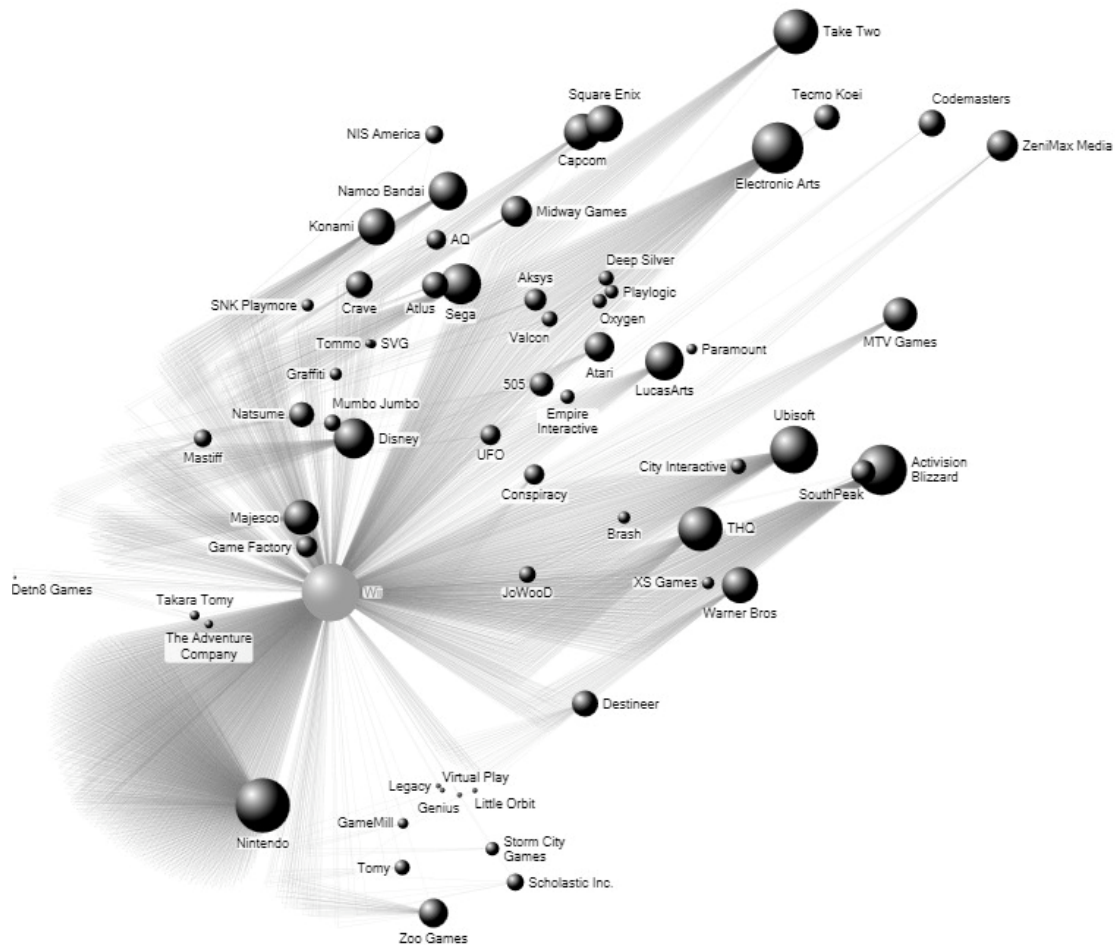 Take Two
Square Enix
Tecmo Koei
Codemasters
NIS America
Capcom
ZeniMax Media
Electronic Arts
Namco Bandai
Midway Games
Konami
AQ
Deep Silver
Aksys
Playlogic
SNK Playmore
Crave
Atlus
Sega
Oxygen
Valcon
MTV Games
Tommo
SVG
Paramount
Atari
Graffiti
505
LucasArts
Mumbo Jumbo
Natsume
Empire
Interactive
Ubisoft
Disney
Mastiff
UFO
City Interactive
Activision
Blizzard
Conspiracy
SouthPeak
Majesco
Brash
THQ
Game Factory
XS Games
Detn8 Games
Wii
JoWooD
Warner Bros
Takara Tomy
The Adventure
Company
Destineer
Virtual Play
Legacy
Genius
Little Orbit
GameMill
Nintendo
Storm City
Games
Tomy
Scholastic Inc.
Zoo Games